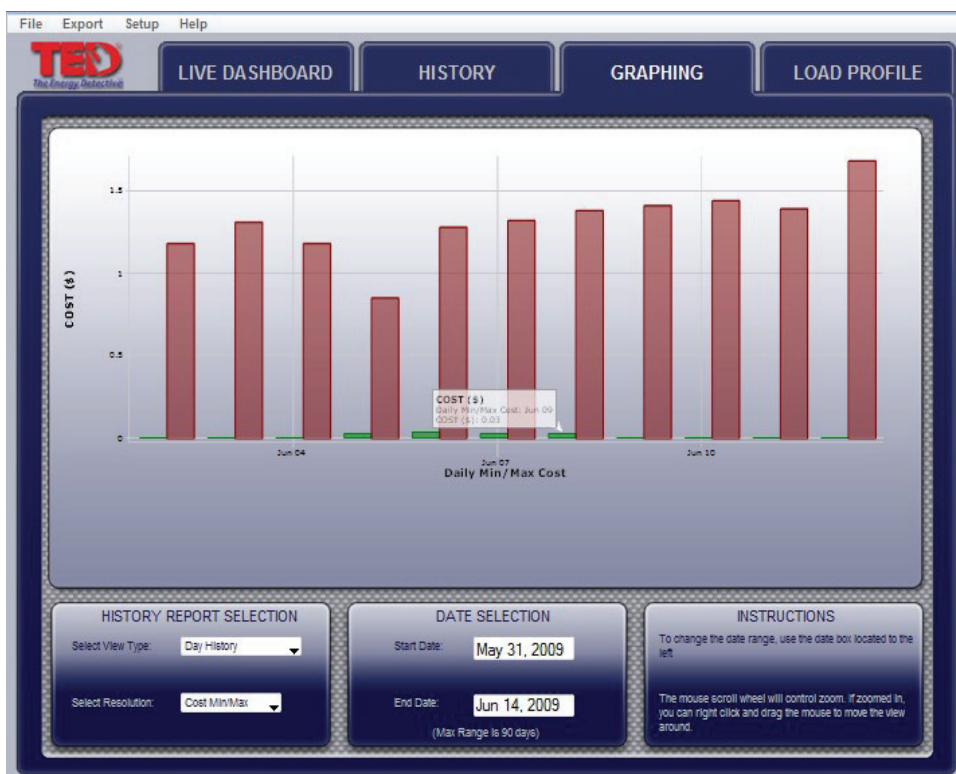 File Export Setup Help
TED®
The Energy Detective
LIVE DASHBOARD
HISTORY
GRAPHING
LOAD PROFILE
COST ($)
1.5
1
0.5
0
COST ($)
Daily Min/Max Cost: Jun 09
COST ($): 0.03
Jun 04
Jun 07
Jun 10
Daily Min/Max Cost
HISTORY REPORT SELECTION
Select View Type: Day History
Select Resolution: Cost Min/Max
DATE SELECTION
Start Date: May 31, 2009
End Date: Jun 14, 2009
(Max Range is 90 days)
INSTRUCTIONS
To change the date range, use the date box located to the
left
The mouse scroll wheel will control zoom. If zoomed in,
you can right click and drag the mouse to move the view
around.